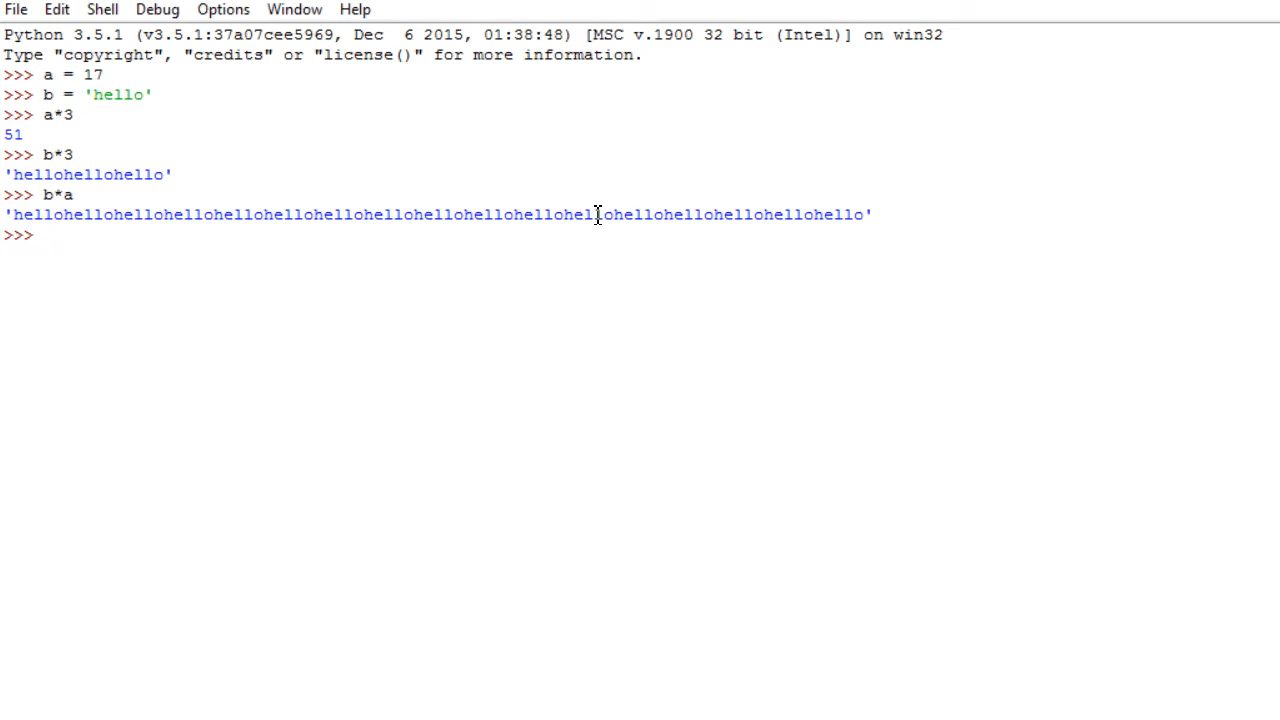 File Edit Shell Debug Options Window Help
Python 3.5.1 (v3.5.1:37a07cee5969, Dec  6 2015, 01:38:48) [MSC v.1900 32 bit (Intel)] on win32
Type "copyright", "credits" or "license()" for more information.
>>> a = 17
>>> b = 'hello'
>>> a*3
51
>>> b*3
'hellohellohello'
>>> b*a
'hellohellohellohellohellohellohellohellohellohellohellohellohellohellohellohellohello'
>>>